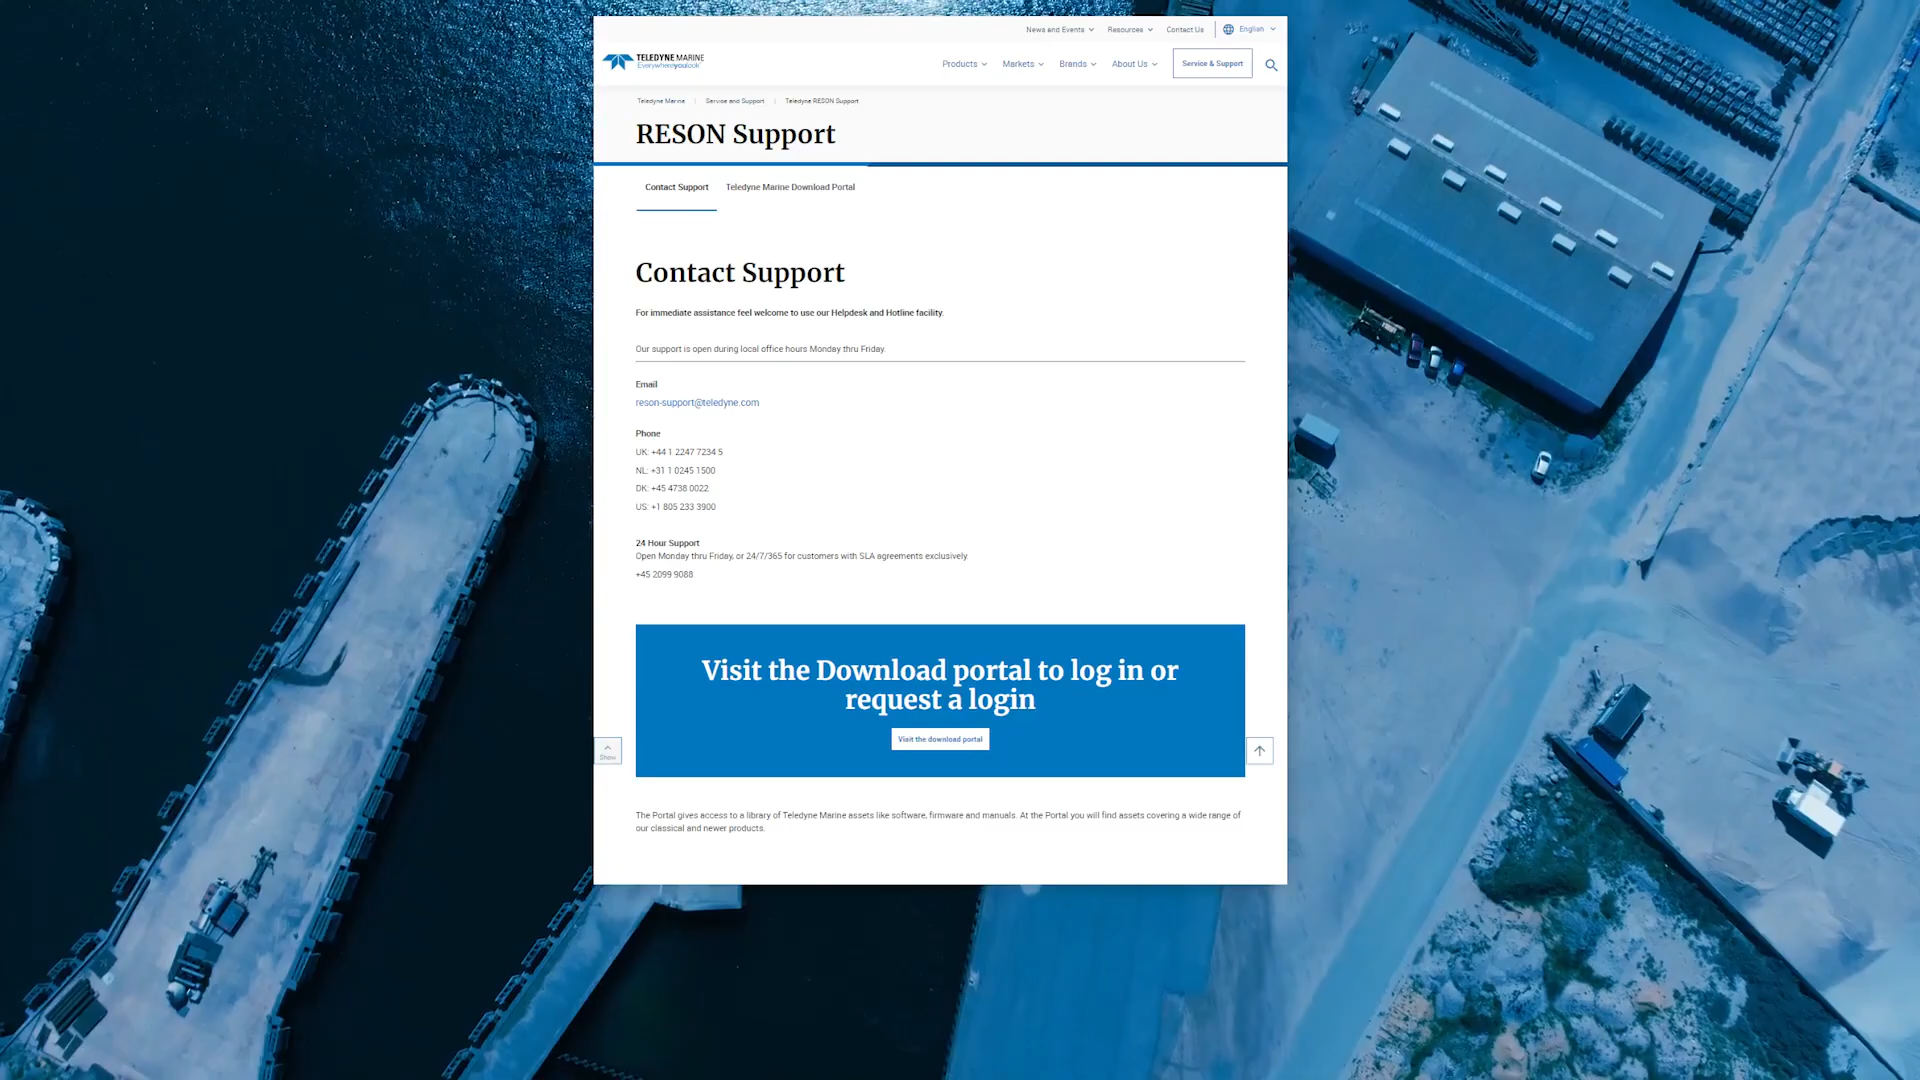 News and Events
Resources
Contact Us
English
TELEDYNE MARINE
Everywhereyoulook
Products
Markets
Brands
About Us
Service & Support
Teledyne Marine | Service and Support | Teledyne RESON Support
RESON Support
Contact Support
Teledyne Marine Download Portal
Contact Support
For immediate assistance feel welcome to use our Helpdesk and Hotline facility.
Our support is open during local office hours Monday thru Friday.
Email
reson-support@teledyne.com
Phone
UK: +44 1 2247 7234 5
NL: +31 1 0245 1500
DK: +45 4738 0022
US: +1 805 233 3900
24 Hour Support
Open Monday thru Friday, or 24/7/365 for customers with SLA agreements exclusively.
+45 2099 9088
Visit the Download portal to log in or
request a login
Visit the download portal
Show
The Portal gives access to a library of Teledyne Marine assets like software, firmware and manuals. At the Portal you will find assets covering a wide range of
our classical and newer products.